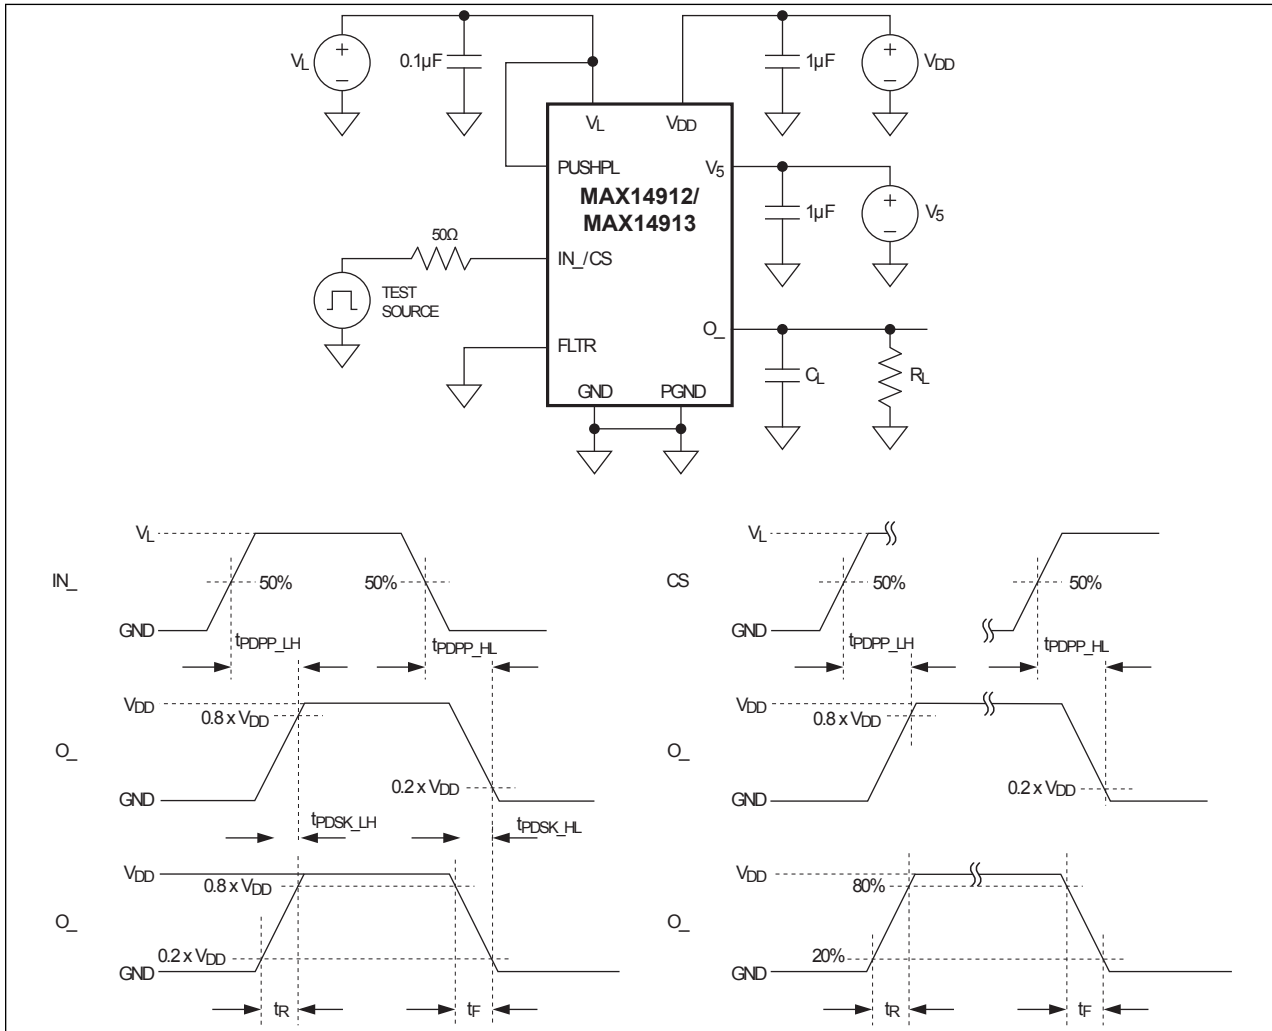 VL
+
−
0.1µF
1µF
+
−
VDD
VL
VDD
PUSHPL
V5
MAX14912/
MAX14913
1µF
+
−
V5
50Ω
IN_/CS
TEST
SOURCE
O_
FLTR
CL
RL
GND
PGND
VL
IN_
50%
50%
GND
tPDPP_LH
tPDPP_HL
VDD
0.8 x VDD
O_
0.2 x VDD
GND
tPDSK_LH
tPDSK_HL
VDD
0.8 x VDD
O_
0.2 x VDD
GND
tR
tF
VL
CS
50%
50%
GND
tPDPP_LH
tPDPP_HL
VDD
0.8 x VDD
O_
0.2 x VDD
GND
VDD
80%
O_
20%
GND
tR
tF